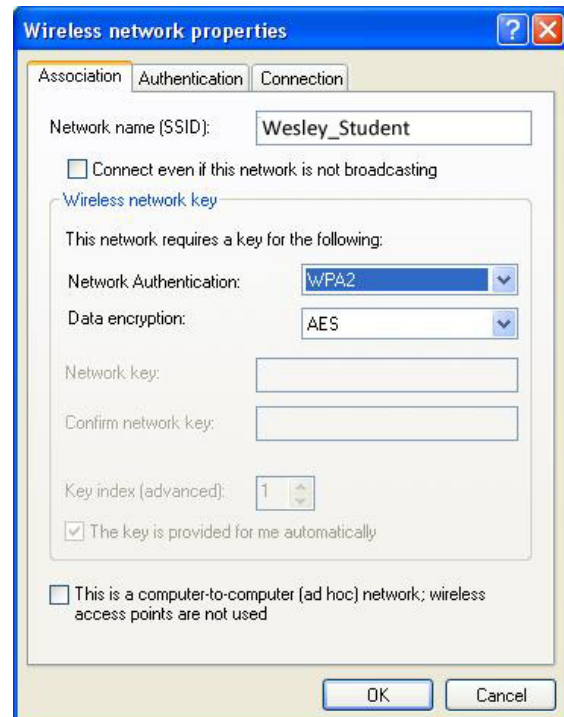 Wireless network properties
Association Authentication Connection
Network name (SSID): Wesley_Student
Connect even if this network is not broadcasting
Wireless network key
This network requires a key for the following:
Network Authentication: WPA2
Data encryption: AES
Network key:
Confirm network key:
Key index (advanced): 1
The key is provided for me automatically
This is a computer-to-computer (ad hoc) network; wireless
access points are not used
OK Cancel